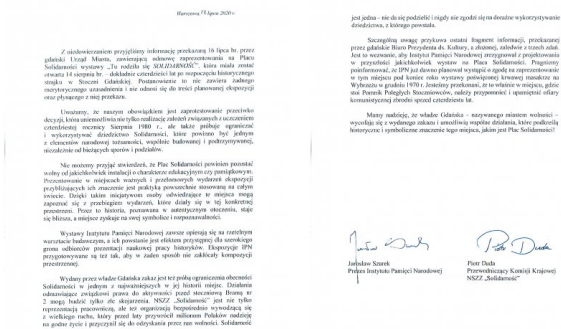 Warszawa, 18 lipca 2020 r.
Z niedowierzaniem przyjęliśmy informację przekazaną 16 lipca br. przez
gdański Urząd Miasta, zawierającą odmowę zaprezentowania na Placu
Solidarności wystawy „Tu rodziła się SOLIDARNOŚĆ”, która miała zostać
otwarta 14 sierpnia br. – dokładnie czterdzieści lat po rozpoczęciu historycznego
strajku w Stoczni Gdańskiej. Postanowienie to nie zawiera żadnego
merytorycznego uzasadnienia i nie odnosi się do treści planowanej ekspozycji
oraz płynącego z niej przekazu.
Uważamy, że naszym obowiązkiem jest zaprotestowanie przeciwko
decyzji, która uniemożliwia nie tylko realizację założeń związanych z uczczeniem
czterdziestej rocznicy Sierpnia 1980 r., ale także próbuje ograniczyć
i wykorzystywać dziedzictwo Solidarności, które powinno być jednym
z elementów narodowej tożsamości, wspólnie budowanej i podtrzymywanej,
niezależnie od bieżących sporów i podziałów.
Nie możemy przyjąć stwierdzeń, że Plac Solidarności powinien pozostać
wolny od jakichkolwiek instalacji o charakterze edukacyjnym czy pamiątkowym.
Prezentowanie w miejscach ważnych i przełomowych wydarzeń ekspozycji
przybliżających ich znaczenie jest praktyką powszechnie stosowaną na całym
świecie. Dzięki takim inicjatywom osoby odwiedzające te miejsca mogą
zapoznać się z przebiegiem wydarzeń, które działy się w tej konkretnej
przestrzeni. Przez to historia, poznawana w autentycznym otoczeniu, staje
się bliższa, a miejsce zyskuje na swej symbolice i rozpoznawalności.
Wystawy Instytutu Pamięci Narodowej zawsze opierają się na rzetelnym
warsztacie badawczym, a ich powstanie jest efektem przystępnej dla szerokiego
grona odbiorców prezentacji naukowej pracy historyków. Ekspozycje IPN
przygotowywane są też tak, aby w żaden sposób nie zakłócały kompozycji
przestrzennej.
Wydany przez władze Gdańska zakaz jest też próbą ograniczenia obecności
Solidarności w jednym z najważniejszych w jej historii miejsc. Działania
odmawiające związkowi prawa do aktywności przed stoczniową Bramą nr
2 mogą budzić tylko złe skojarzenia. NSZZ „Solidarność” jest nie tylko
reprezentacją pracowniczą, ale też organizacją bezpośrednio wywodzącą się
z wielkiego ruchu, który przed laty przywrócił milionom Polaków nadzieję
na godne życie i przyczynił się do odzyskania przez nas wolności. Solidarność
jest jedna – nie da się podzielić i nigdy nie zgodzi się na doraźne wykorzystywanie
dziedzictwa, z którego powstała.
Szczególną uwagę przykuwa ostatni fragment informacji, przekazanej
przez gdańskie Biuro Prezydenta ds. Kultury, a złożonej, zaledwie z trzech zdań.
Jest to wezwanie, aby Instytut Pamięci Narodowej zrezygnował z projektowania
w przyszłości jakichkolwiek wystaw na Placu Solidarności. Pragniemy
poinformować, że IPN już dawno planował wystąpić o zgodę na zaprezentowanie
w tym miejscu pod koniec roku wystawy poświęconej krwawej masakrze na
Wybrzeżu w grudniu 1970 r. Jesteśmy przekonani, że to właśnie w miejscu, gdzie
stoi Pomnik Poległych Stoczniowców, należy przypomnieć i upamiętnić ofiary
komunistycznej zbrodni sprzed czterdziestu lat.
Mamy nadzieję, że władze Gdańska - nazywanego miastem wolności -
wycofają się z wydanego zakazu i umożliwią wspólne działania, które podkreślą
historyczne i symboliczne znaczenie tego miejsca, jakim jest Plac Solidarności!
Jarosław Szarek
Prezes Instytutu Pamięci Narodowej
Piotr Duda
Przewodniczący Komisji Krajowej
NSZZ „Solidarność”